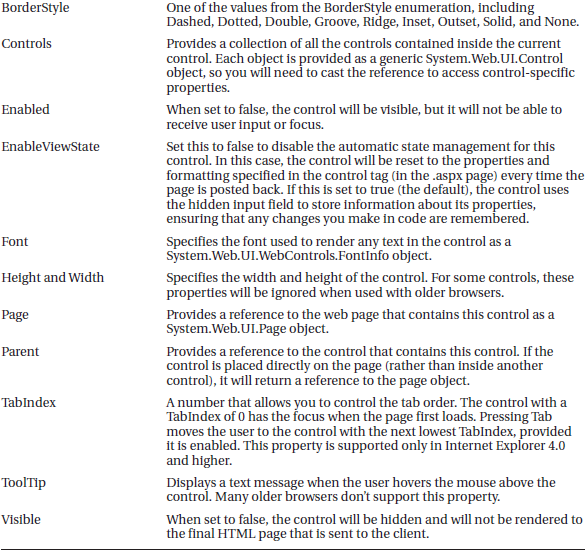 BorderStyle One of the values from the BorderStyle enumeration, including
Dashed, Dotted, Double, Groove, Ridge, Inset, Outset, Solid, and None.
Controls Provides a collection of all the controls contained inside the current
control. Each object is provided as a generic System.Web.UI.Control
object, so you will need to cast the reference to access control-specific
properties.
Enabled When set to false, the control will be visible, but it will not be able to
receive user input or focus.
EnableViewState Set this to false to disable the automatic state management for this
control. In this case, the control will be reset to the properties and
formatting specified in the control tag (in the .aspx page) every time the
page is posted back. If this is set to true (the default), the control uses
the hidden input field to store information about its properties,
ensuring that any changes you make in code are remembered.
Font Specifies the font used to render any text in the control as a
System.Web.UI.WebControls.FontInfo object.
Height and Width Specifies the width and height of the control. For some controls, these
properties will be ignored when used with older browsers.
Page Provides a reference to the web page that contains this control as a
System.Web.UI.Page object.
Parent Provides a reference to the control that contains this control. If the
control is placed directly on the page (rather than inside another
control), it will return a reference to the page object.
TabIndex A number that allows you to control the tab order. The control with a
TabIndex of 0 has the focus when the page first loads. Pressing Tab
moves the user to the control with the next lowest TabIndex, provided
it is enabled. This property is supported only in Internet Explorer 4.0
and higher.
ToolTip Displays a text message when the user hovers the mouse above the
control. Many older browsers don't support this property.
Visible When set to false, the control will be hidden and will not be rendered to
the final HTML page that is sent to the client.